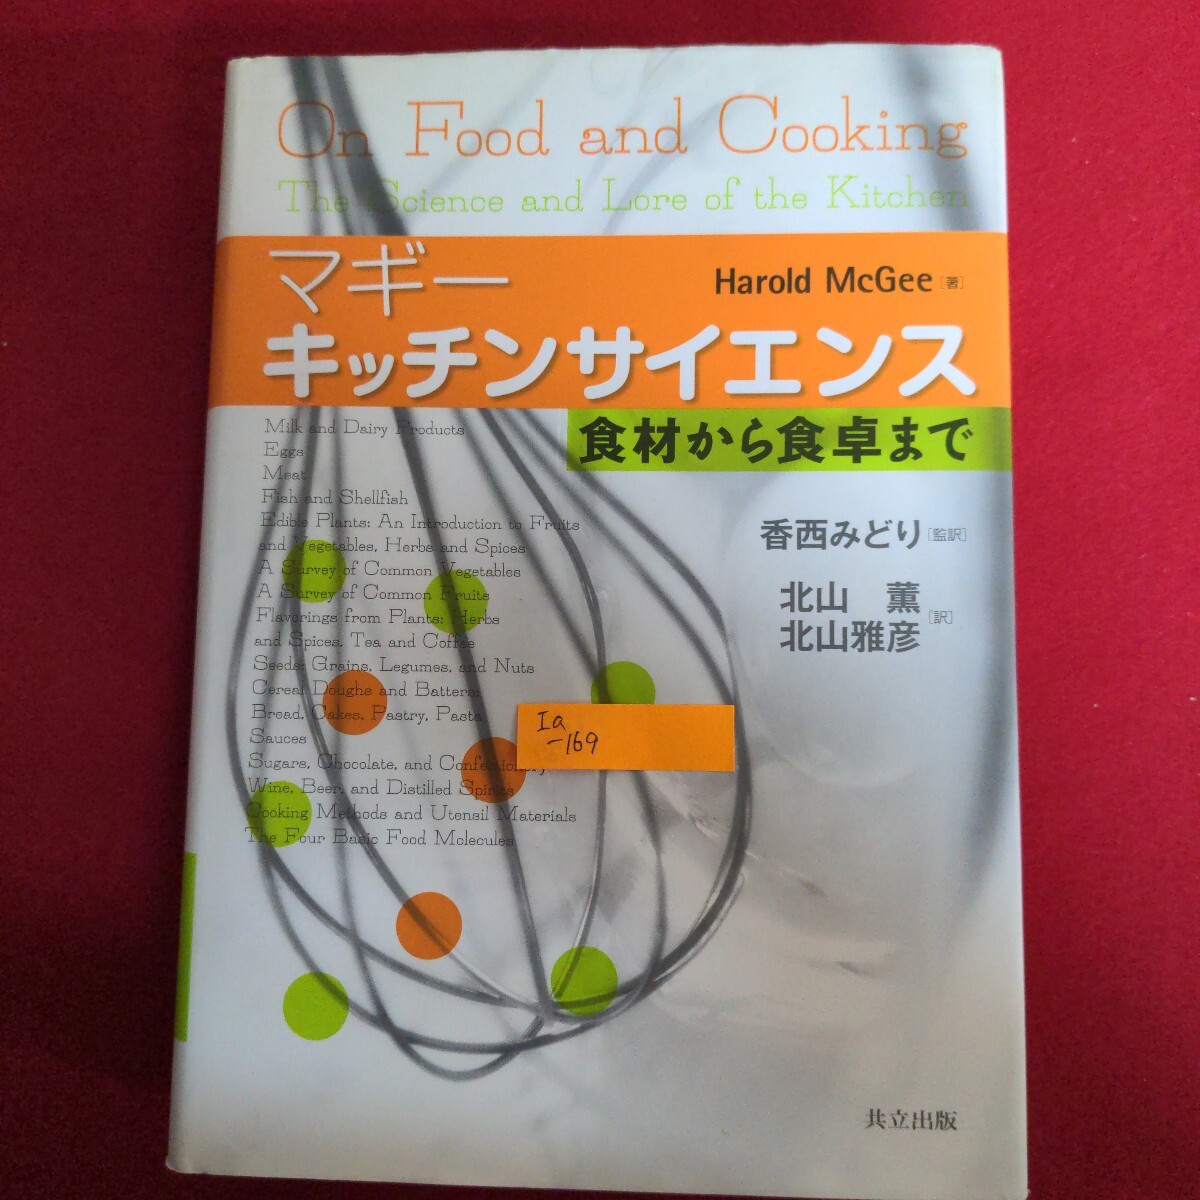 On Food and Cooking
The Science and Lore of the Kitchen
マギー
Harold McGee［著］
キッチンサイエンス
食材から食卓まで
Milk and Dairy Products
Eggs
Meat
Fish and Shellfish
Edible Plants: An Introduction to Fruits
and Vegetables, Herbs and Spices
A Survey of Common Vegetables
A Survey of Common Fruits
Flavorings from Plants: Herbs
and Spices, Tea and Coffee
Seeds: Grains, Legumes, and Nuts
Cereal Doughs and Batters:
Bread, Cakes, Pastry, Pasta
Sauces
Sugars, Chocolate, and Confectionery
Wine, Beer, and Distilled Spirits
Cooking Methods and Utensil Materials
The Four Basic Food Molecules
香西みどり［監訳］
北山　薫
北山雅彦
［訳］
Ia
-169
共立出版